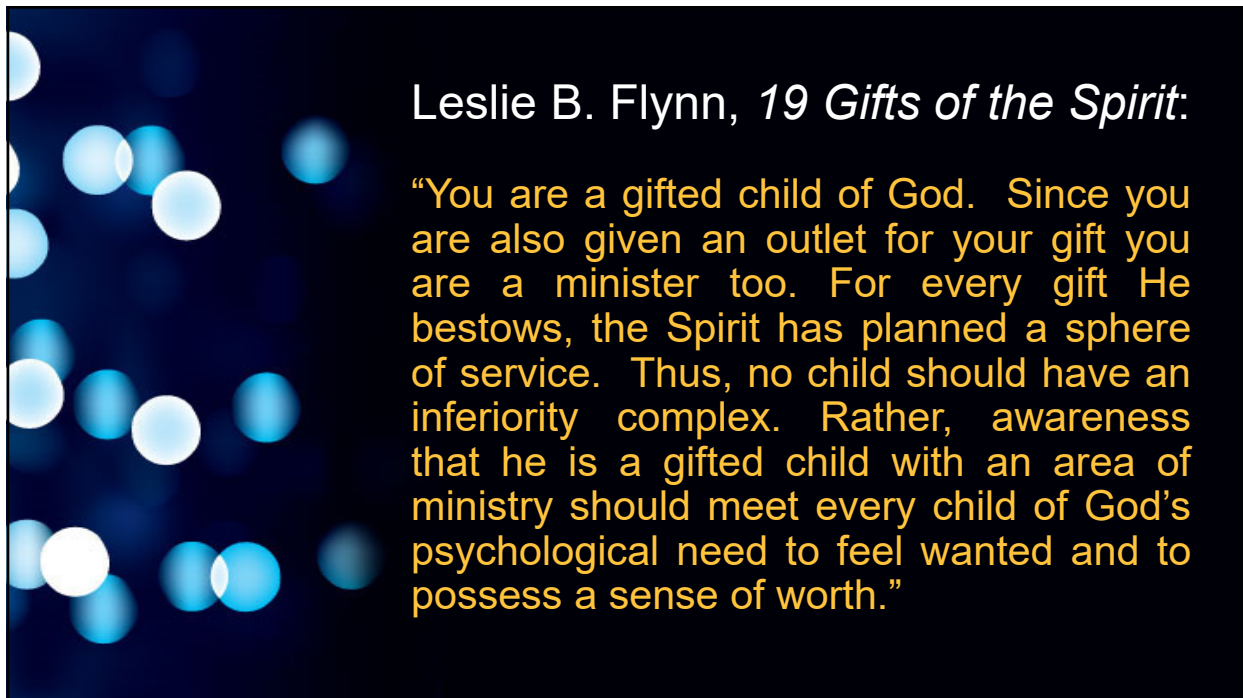 Leslie B. Flynn, 19 Gifts of the Spirit:
“You are a gifted child of God.  Since you
are also given an outlet for your gift you
are a minister too. For every gift He
bestows, the Spirit has planned a sphere
of service.  Thus, no child should have an
inferiority complex. Rather, awareness
that he is a gifted child with an area of
ministry should meet every child of God’s
psychological need to feel wanted and to
possess a sense of worth.”